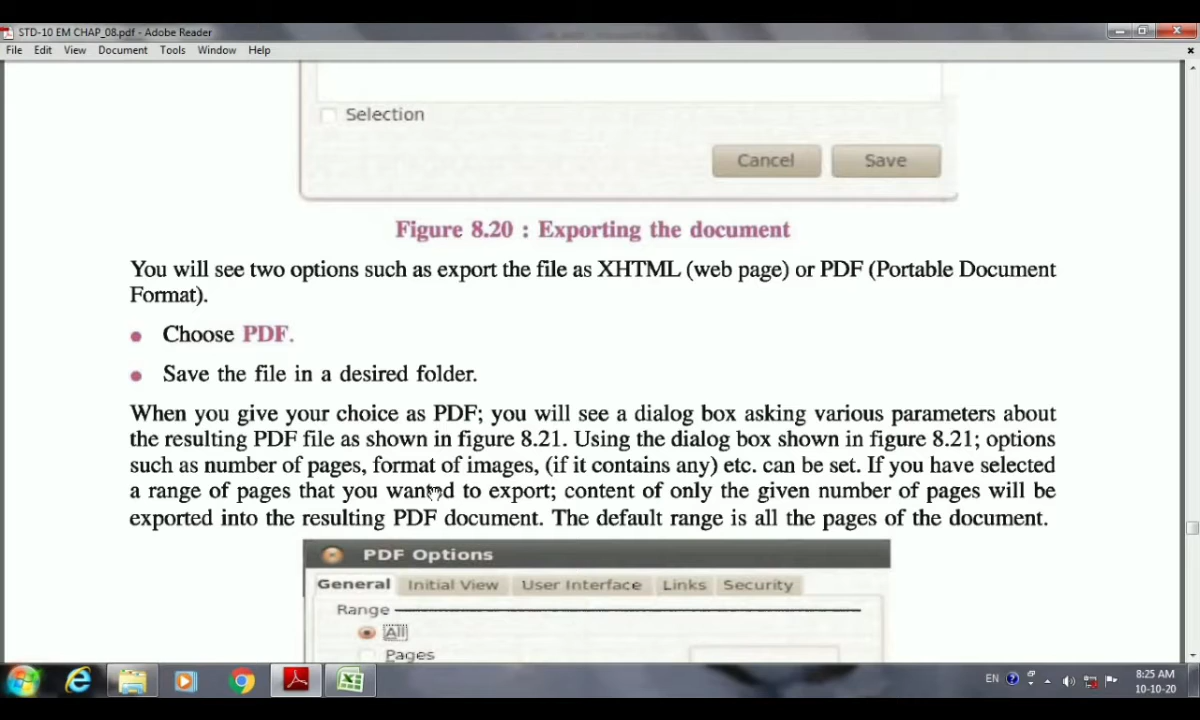 STD-10 EM CHAP_08.pdf - Adobe Reader
File Edit View Document Tools Window Help
Selection
Cancel Save
Figure 8.20 : Exporting the document
You will see two options such as export the file as XHTML (web page) or PDF (Portable Document
Format).
• Choose PDF.
• Save the file in a desired folder.
When you give your choice as PDF; you will see a dialog box asking various parameters about
the resulting PDF file as shown in figure 8.21. Using the dialog box shown in figure 8.21; options
such as number of pages, format of images, (if it contains any) etc. can be set. If you have selected
a range of pages that you wanted to export; content of only the given number of pages will be
exported into the resulting PDF document. The default range is all the pages of the document.
PDF Options
General Initial View User Interface Links Security
Range
All
Pages
EN
8:25 AM
10-10-20